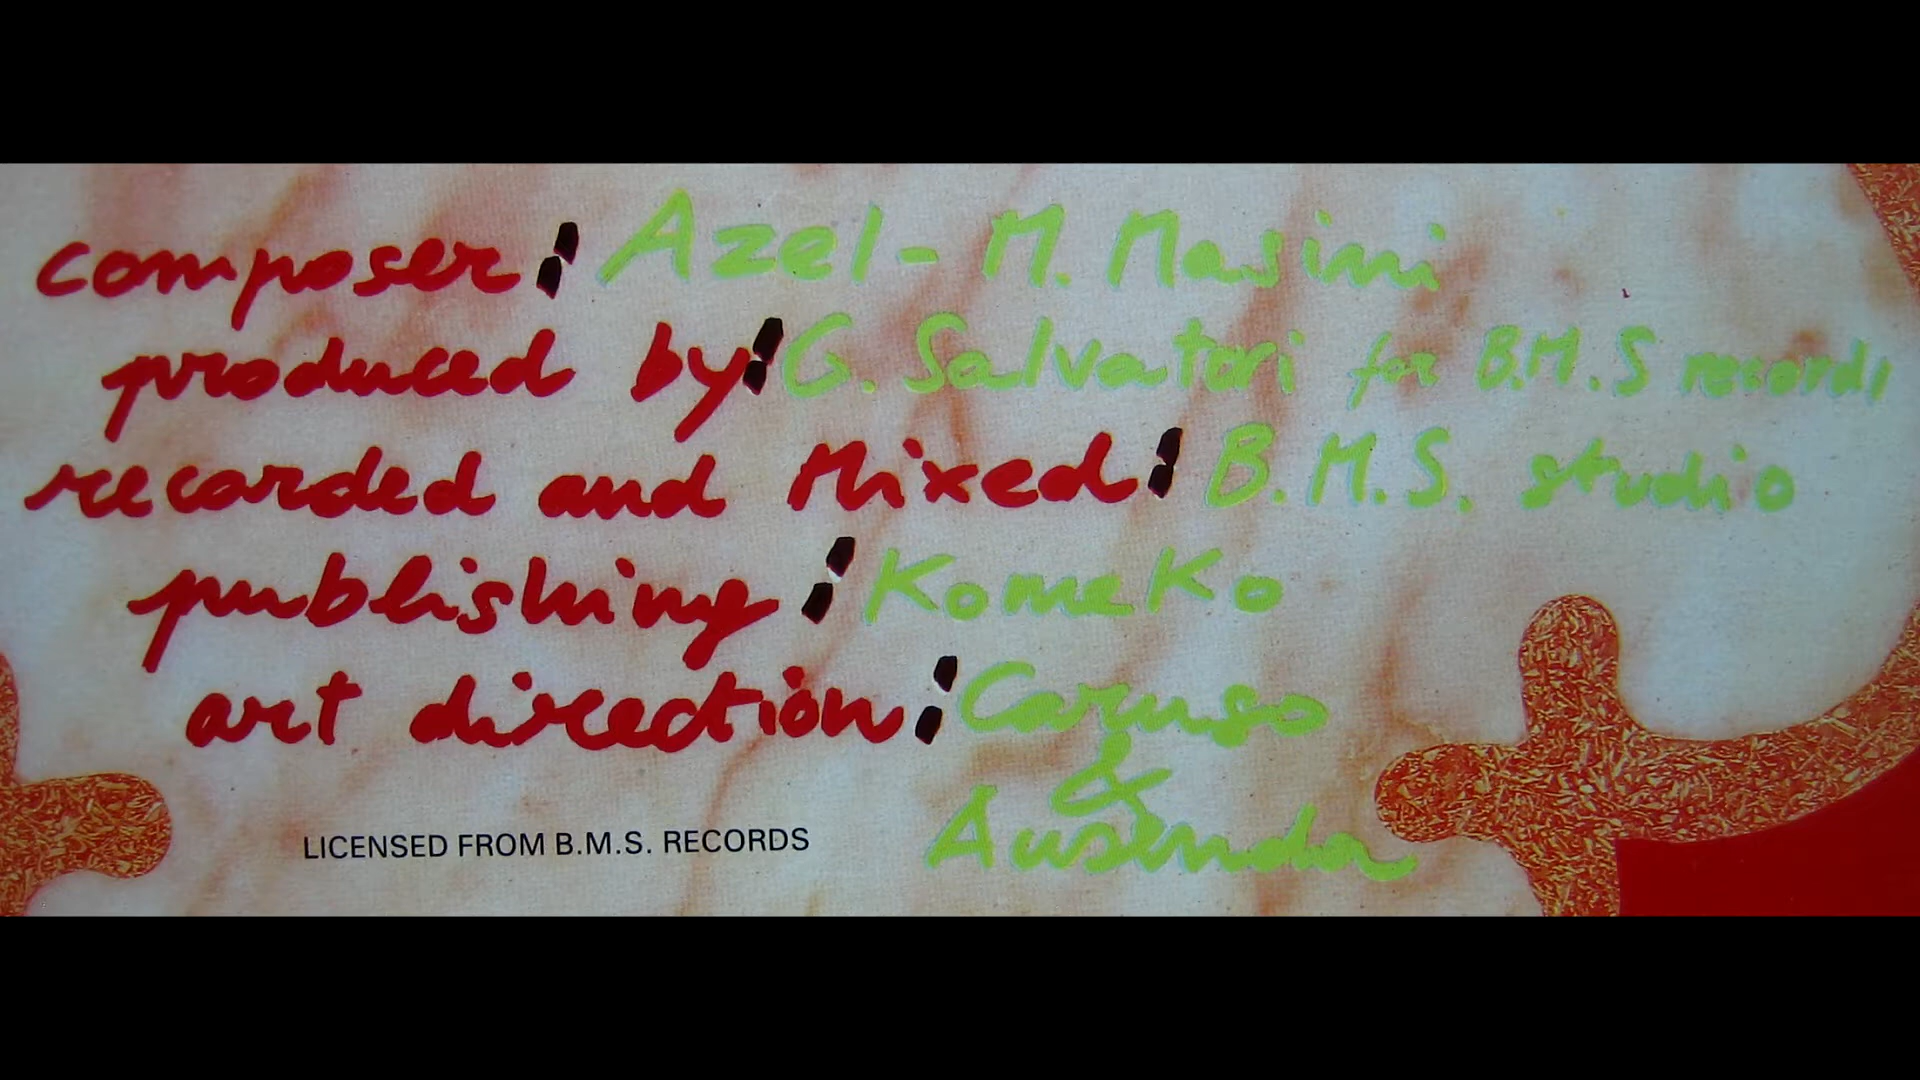 composer: Azel - M. Masimi
produced by: G. Salvatori for B.M.S records
recorded and Mixed: B.M.S. studio
publishing: Komeko
art direction: Caruso
&
Ausenda
LICENSED FROM B.M.S. RECORDS